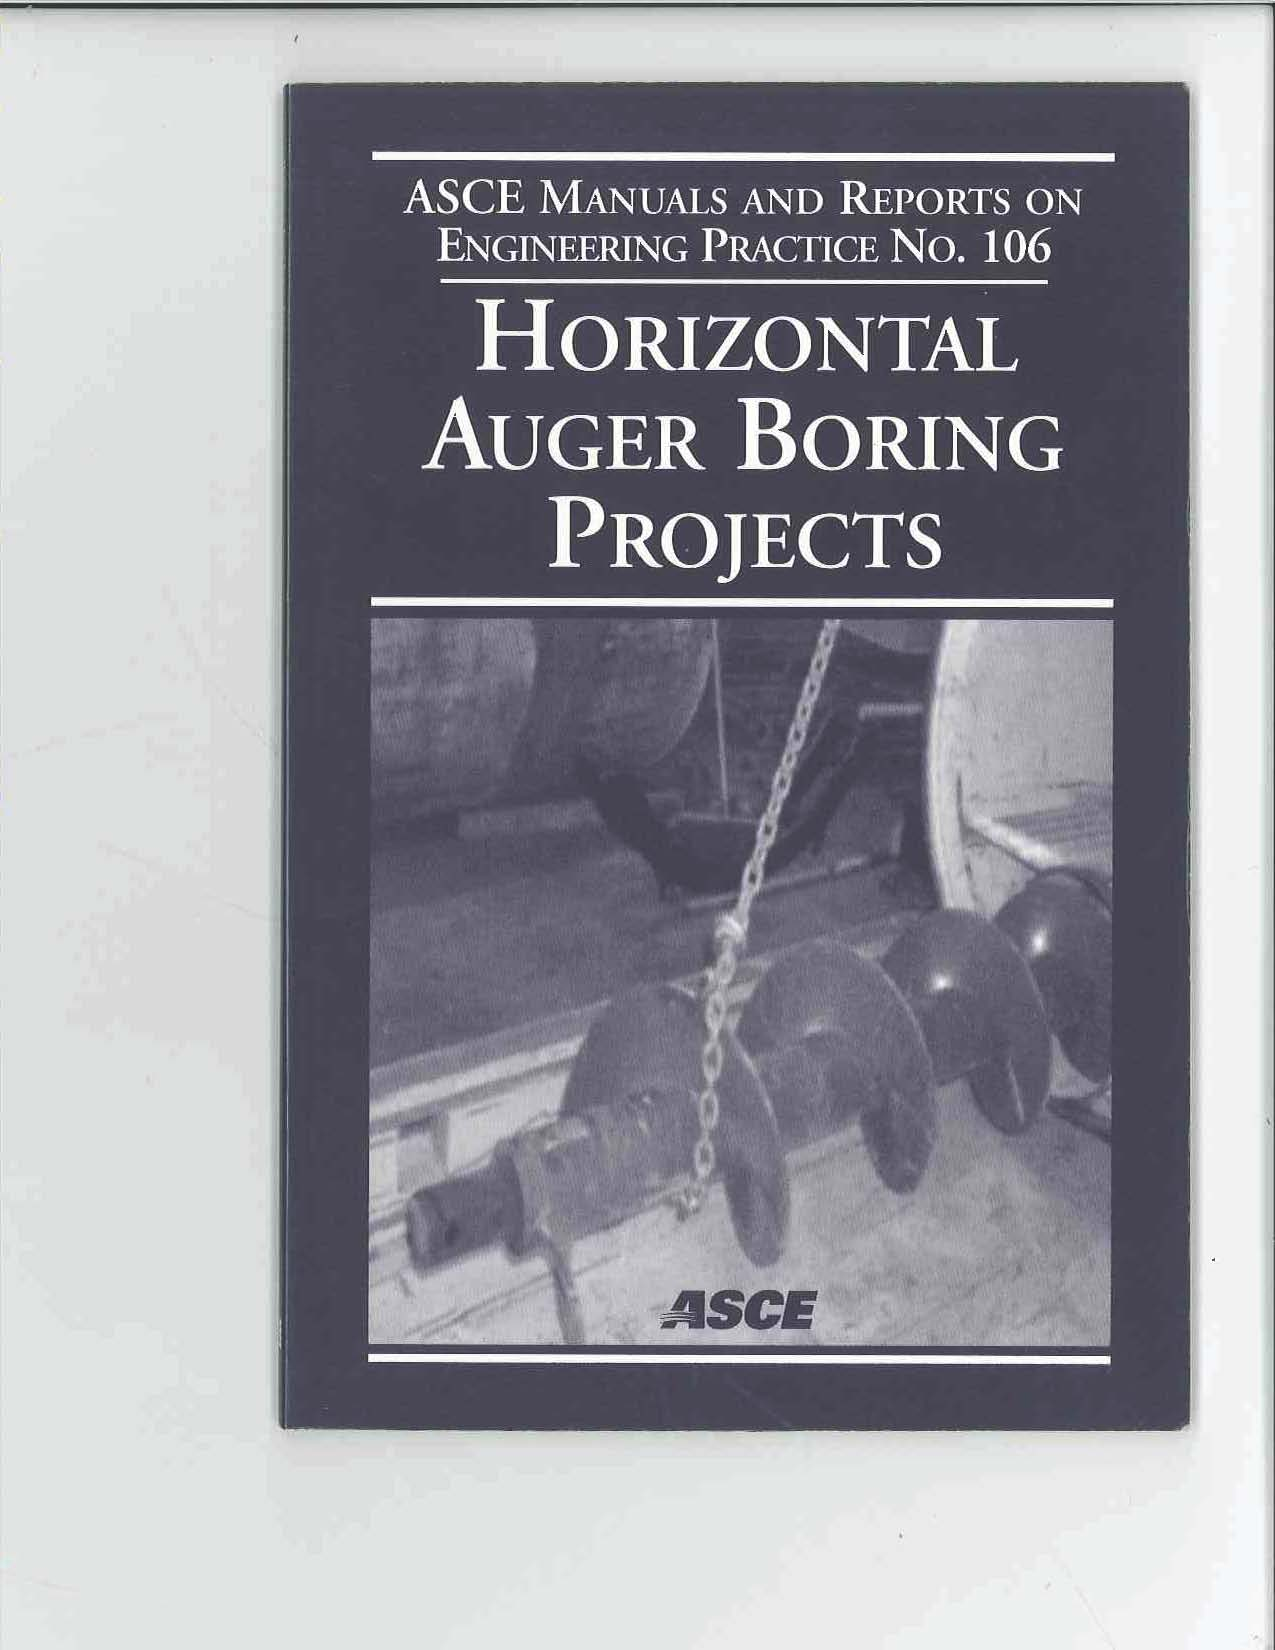 ASCE MANUALS AND REPORTS ON
ENGINEERING PRACTICE NO. 106
HORIZONTAL
AUGER BORING
PROJECTS
ASCE